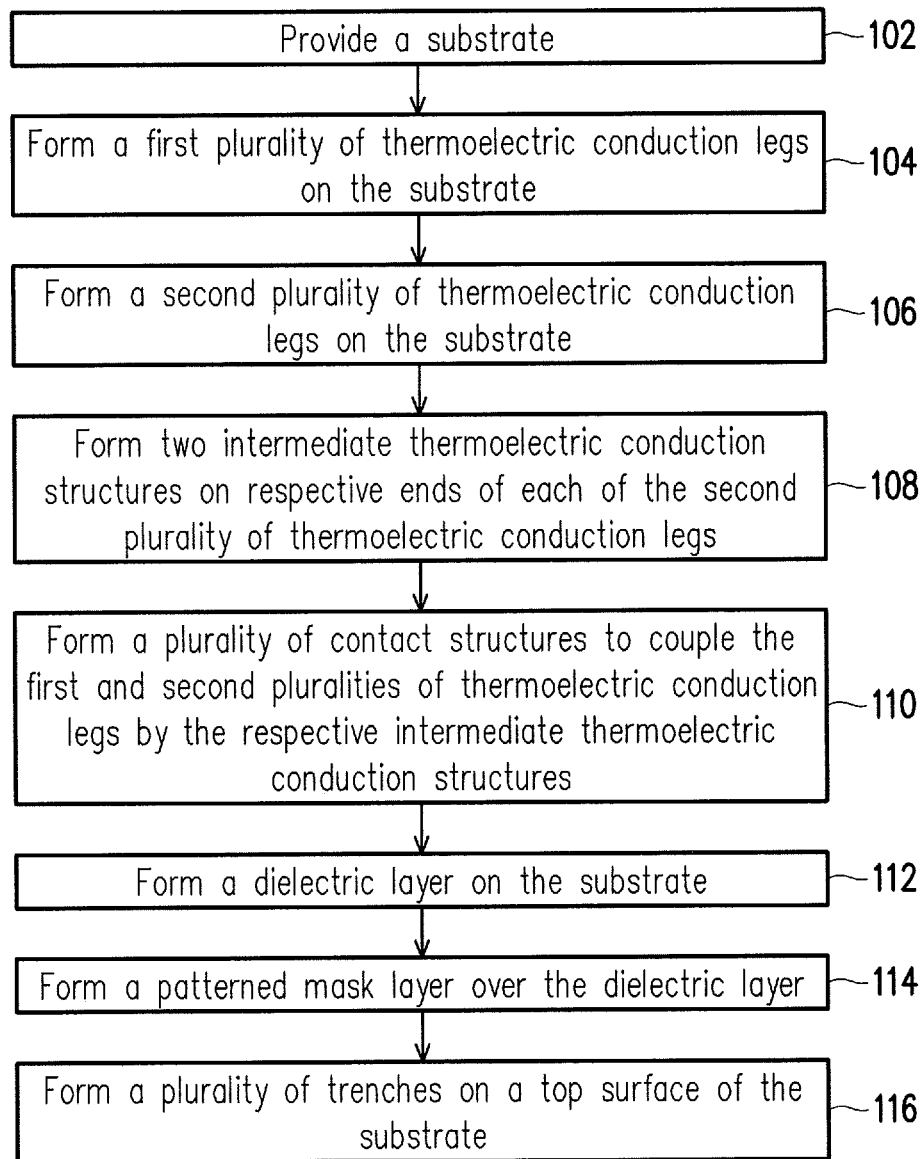 Provide a substrate
102
Form a first plurality of thermoelectric conduction legs
on the substrate
104
Form a second plurality of thermoelectric conduction
legs on the substrate
106
Form two intermediate thermoelectric conduction
structures on respective ends of each of the second
plurality of thermoelectric conduction legs
108
Form a plurality of contact structures to couple the
first and second pluralities of thermoelectric conduction
legs by the respective intermediate thermoelectric
conduction structures
110
Form a dielectric layer on the substrate
112
Form a patterned mask layer over the dielectric layer
114
Form a plurality of trenches on a top surface of the
substrate
116